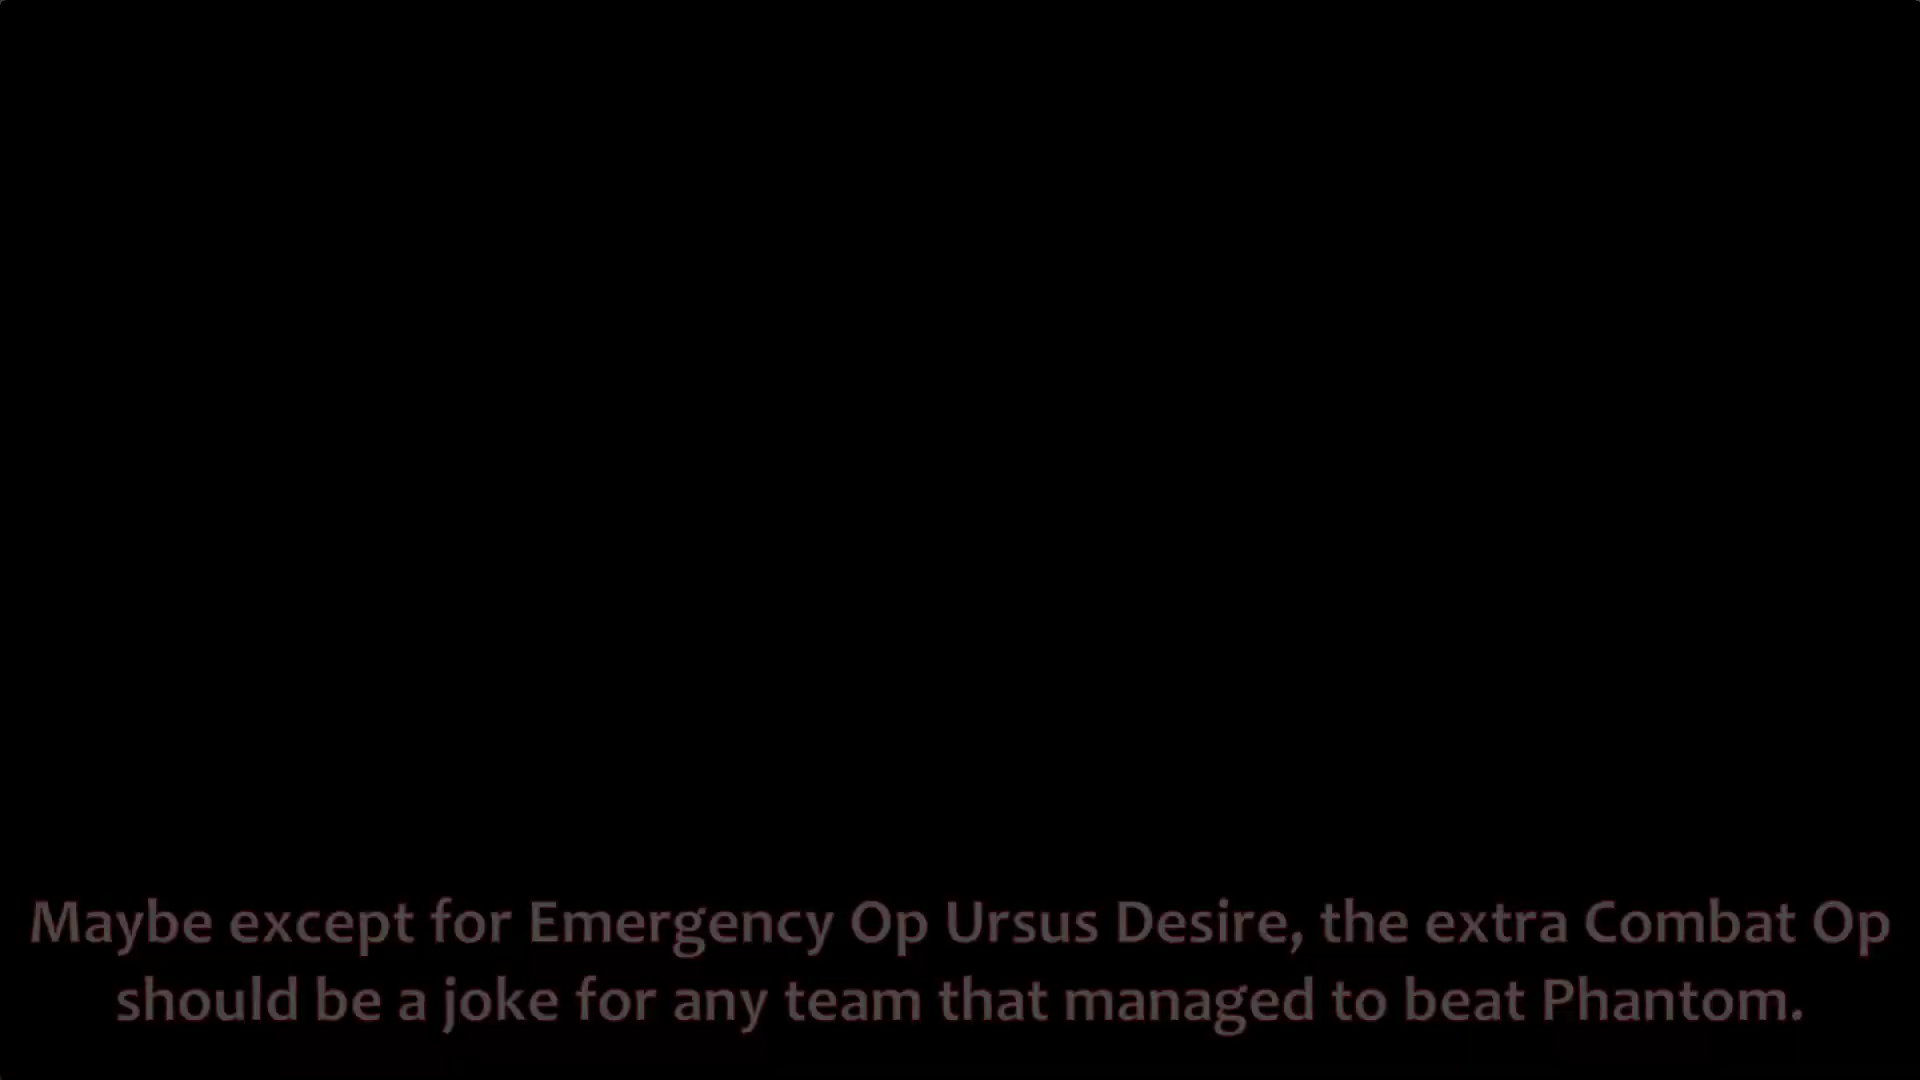 Maybe except for Emergency Op Ursus Desire, the extra Combat Op
should be a joke for any team that managed to beat Phantom.